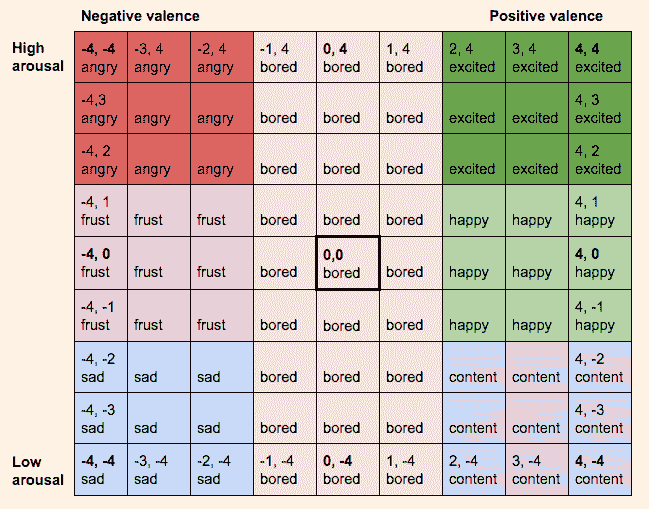 Negative valence Positive valence
High arousal
-4, -4 -3, 4 -2, 4 -1, 4 0, 4 1, 4 2, 4 3, 4 4, 4
angry angry angry bored bored bored excited excited excited
-4,3 4, 3
angry angry angry bored bored bored excited excited excited
-4, 2 4, 2
angry angry angry bored bored bored excited excited excited
-4, 1 4, 1
frust frust frust bored bored bored happy happy happy
-4, 0 0,0 4, 0
frust frust frust bored bored bored happy happy happy
-4, -1 4, -1
frust frust frust bored bored bored happy happy happy
-4, -2 4, -2
sad sad sad bored bored bored content content content
-4, -3 4, -3
sad sad sad bored bored bored content content content
Low arousal
-4, -4 -3, -4 -2, -4 -1, -4 0, -4 1, -4 2, -4 3, -4 4, -4
sad sad sad bored bored bored content content content